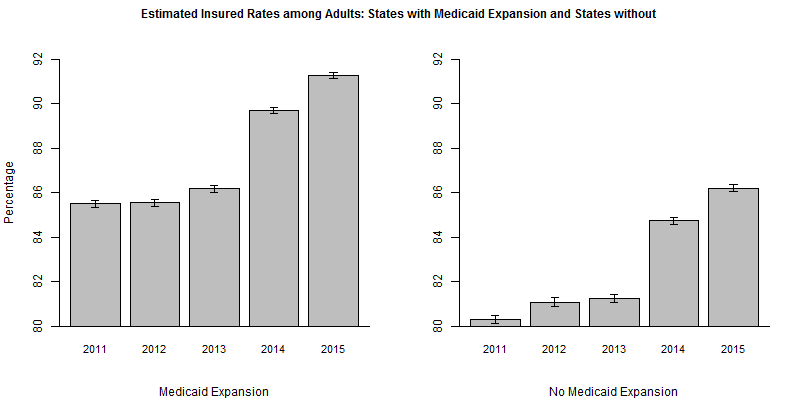 Estimated Insured Rates among Adults: States with Medicaid Expansion and States without
Percentage
92
90
88
86
84
82
80
2011 2012 2013 2014 2015
Medicaid Expansion
92
90
88
86
84
82
80
2011 2012 2013 2014 2015
No Medicaid Expansion